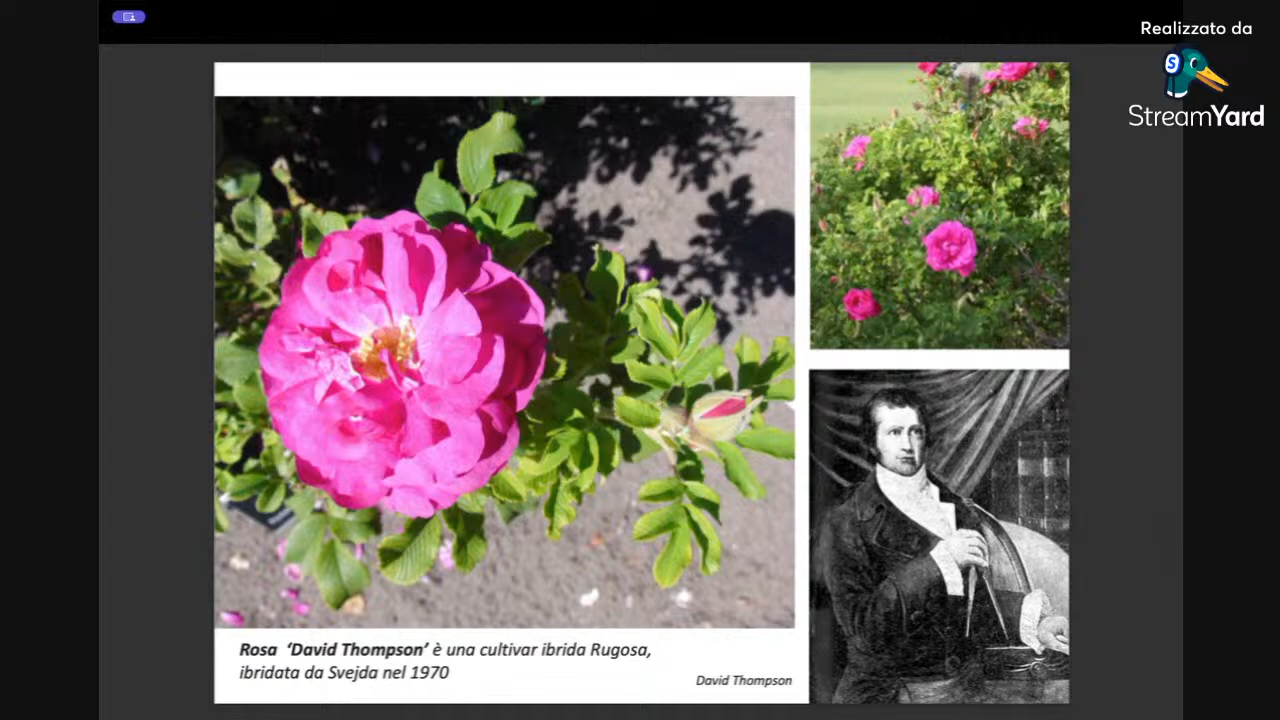 Realizzato da
StreamYard
Rosa 'David Thompson' è una cultivar ibrida Rugosa,
ibridata da Svejda nel 1970
David Thompson